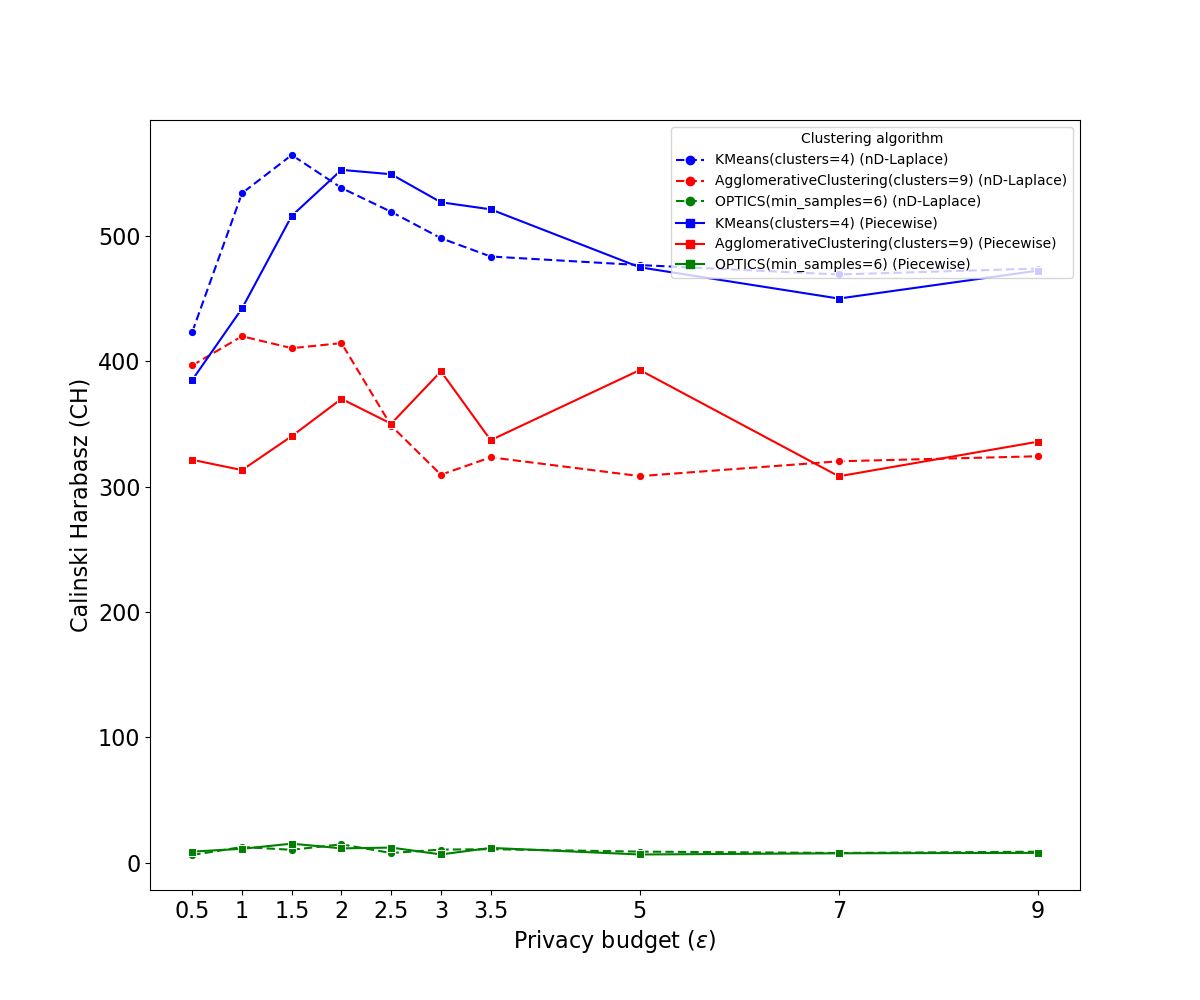 Clustering algorithm
KMeans(clusters=4) (nD-Laplace)
AgglomerativeClustering(clusters=9) (nD-Laplace)
OPTICS(min_samples=6) (nD-Laplace)
KMeans(clusters=4) (Piecewise)
AgglomerativeClustering(clusters=9) (Piecewise)
OPTICS(min_samples=6) (Piecewise)
Calinski Harabasz (CH)
500
400
300
200
100
0
0.5 1 1.5 2 2.5 3 3.5 5 7 9
Privacy budget (ε)